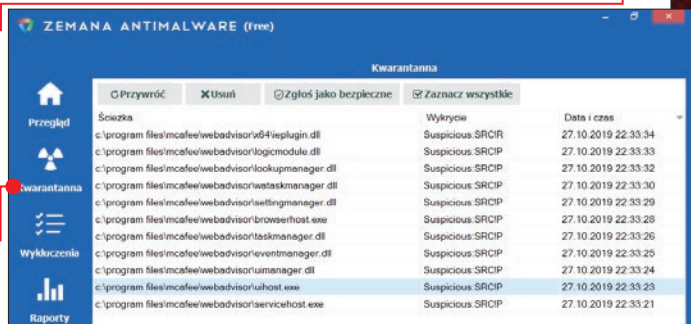 ZEMANA ANTIMALWARE (Free)
Kwarantanna
Przywróć Usuń Zgłoś jako bezpieczne Zaznacz wszystkie
Ścieżka Wykrycie Data i czas
c:\program files\mcafee\webadvisor\x64\ieplugin.dll Suspicious:SRCIR 27.10.2019 22:33:34
c:\program files\mcafee\webadvisor\logicmodule.dll Suspicious:SRCIP 27.10.2019 22:33:33
c:\program files\mcafee\webadvisor\lookupmanager.dll Suspicious:SRCIP 27.10.2019 22:33:32
c:\program files\mcafee\webadvisor\wataskmanager.dll Suspicious:SRCIP 27.10.2019 22:33:30
c:\program files\mcafee\webadvisor\settingmanager.dll Suspicious:SRCIP 27.10.2019 22:33:29
c:\program files\mcafee\webadvisor\browserhost.exe Suspicious:SRCIP 27.10.2019 22:33:28
c:\program files\mcafee\webadvisor\taskmanager.dll Suspicious:SRCIP 27.10.2019 22:33:26
c:\program files\mcafee\webadvisor\eventmanager.dll Suspicious:SRCIP 27.10.2019 22:33:25
c:\program files\mcafee\webadvisor\uimanager.dll Suspicious:SRCIP 27.10.2019 22:33:24
c:\program files\mcafee\webadvisor\uihost.exe Suspicious:SRCIP 27.10.2019 22:33:23
c:\program files\mcafee\webadvisor\servicehost.exe Suspicious:SRCIP 27.10.2019 22:33:21
Przegląd
Kwarantanna
Wykluczenia
Raporty